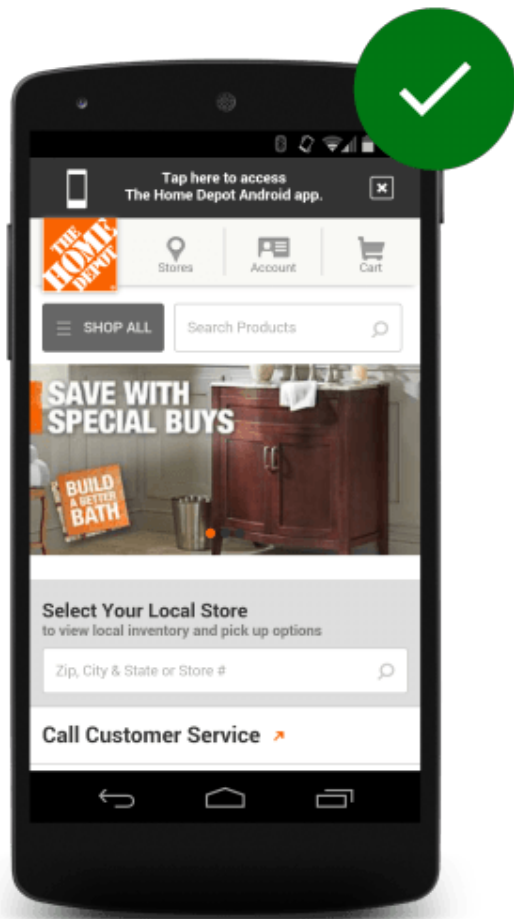 Tap here to access
The Home Depot Android app.
THE
HOME
DEPOT
Stores
Account
Cart
SHOP ALL
Search Products
SAVE WITH
SPECIAL BUYS
BUILD
A BETTER
BATH
Select Your Local Store
to view local inventory and pick up options
Zip, City & State or Store #
Call Customer Service